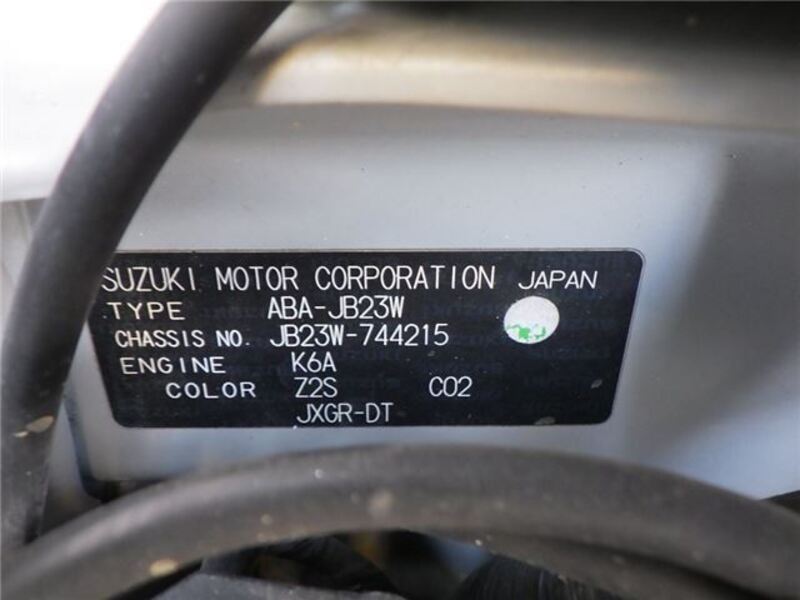 SUZUKI MOTOR CORPORATION JAPAN
TYPE ABA-JB23W
CHASSIS NO. JB23W-744215
ENGINE K6A
COLOR Z2S C02
JXGR-DT